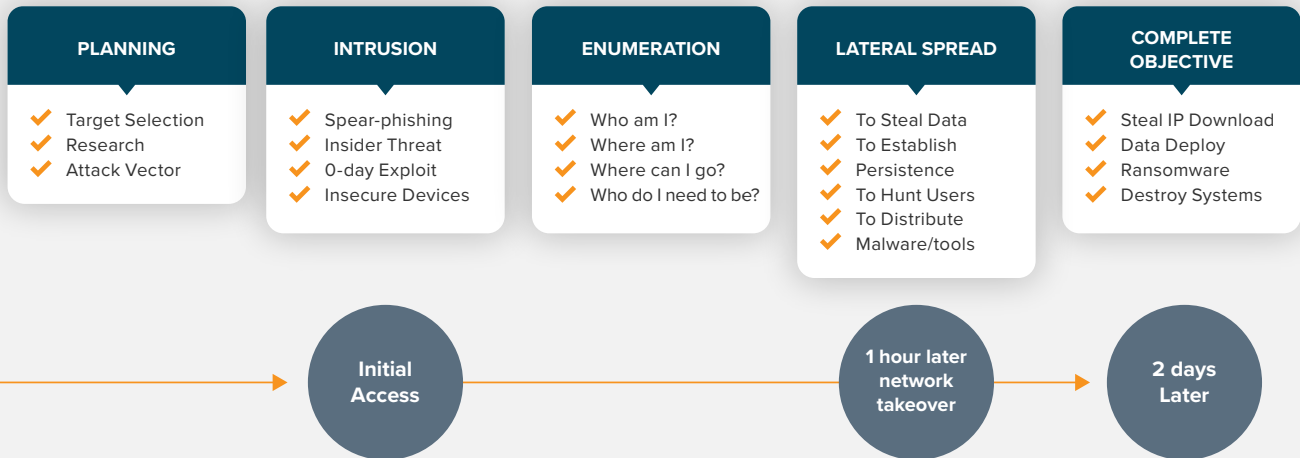 PLANNING
Target Selection
Research
Attack Vector
INTRUSION
Spear-phishing
Insider Threat
0-day Exploit
Insecure Devices
ENUMERATION
Who am I?
Where am I?
Where can I go?
Who do I need to be?
LATERAL SPREAD
To Steal Data
To Establish
Persistence
To Hunt Users
To Distribute
Malware/tools
COMPLETE
OBJECTIVE
Steal IP Download
Data Deploy
Ransomware
Destroy Systems
Initial
Access
1 hour later
network
takeover
2 days
Later